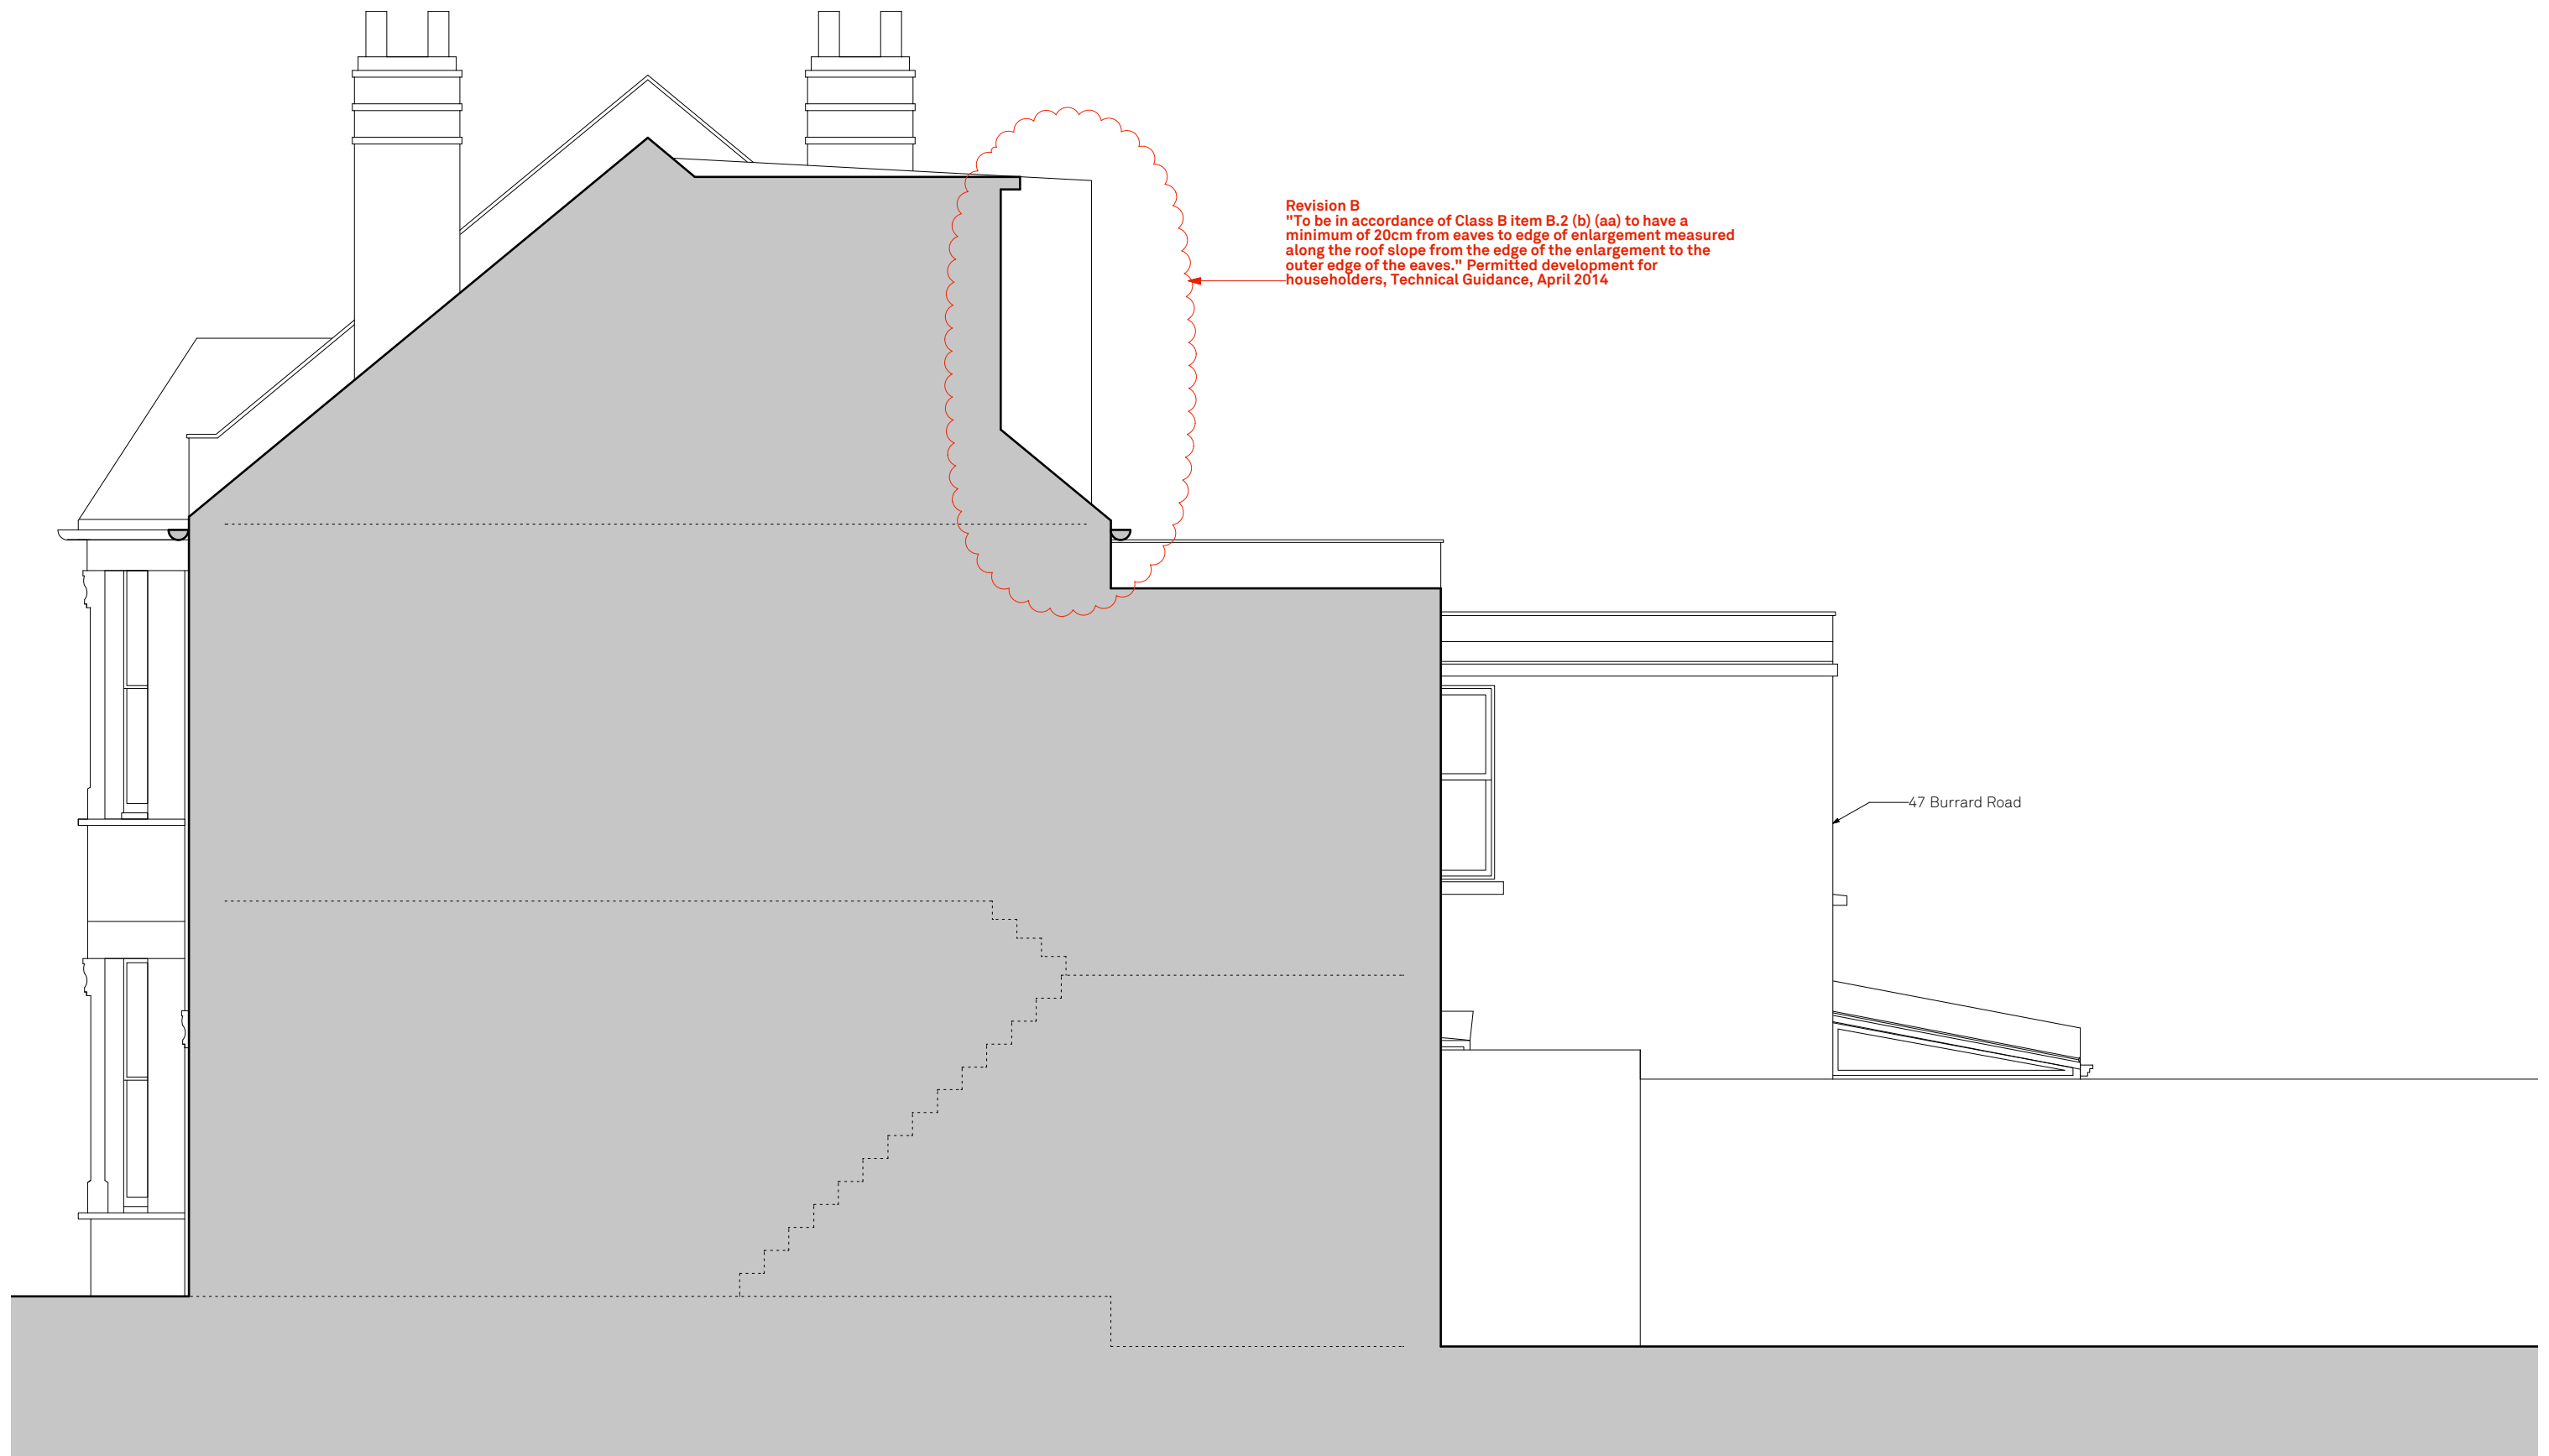 Revision B
"To be in accordance of Class B item B.2 (b) (aa) to have a
minimum of 20cm from eaves to edge of enlargement measured
along the roof slope from the edge of the enlargement to the
outer edge of the eaves." Permitted development for
householders, Technical Guidance, April 2014
47 Burrard Road